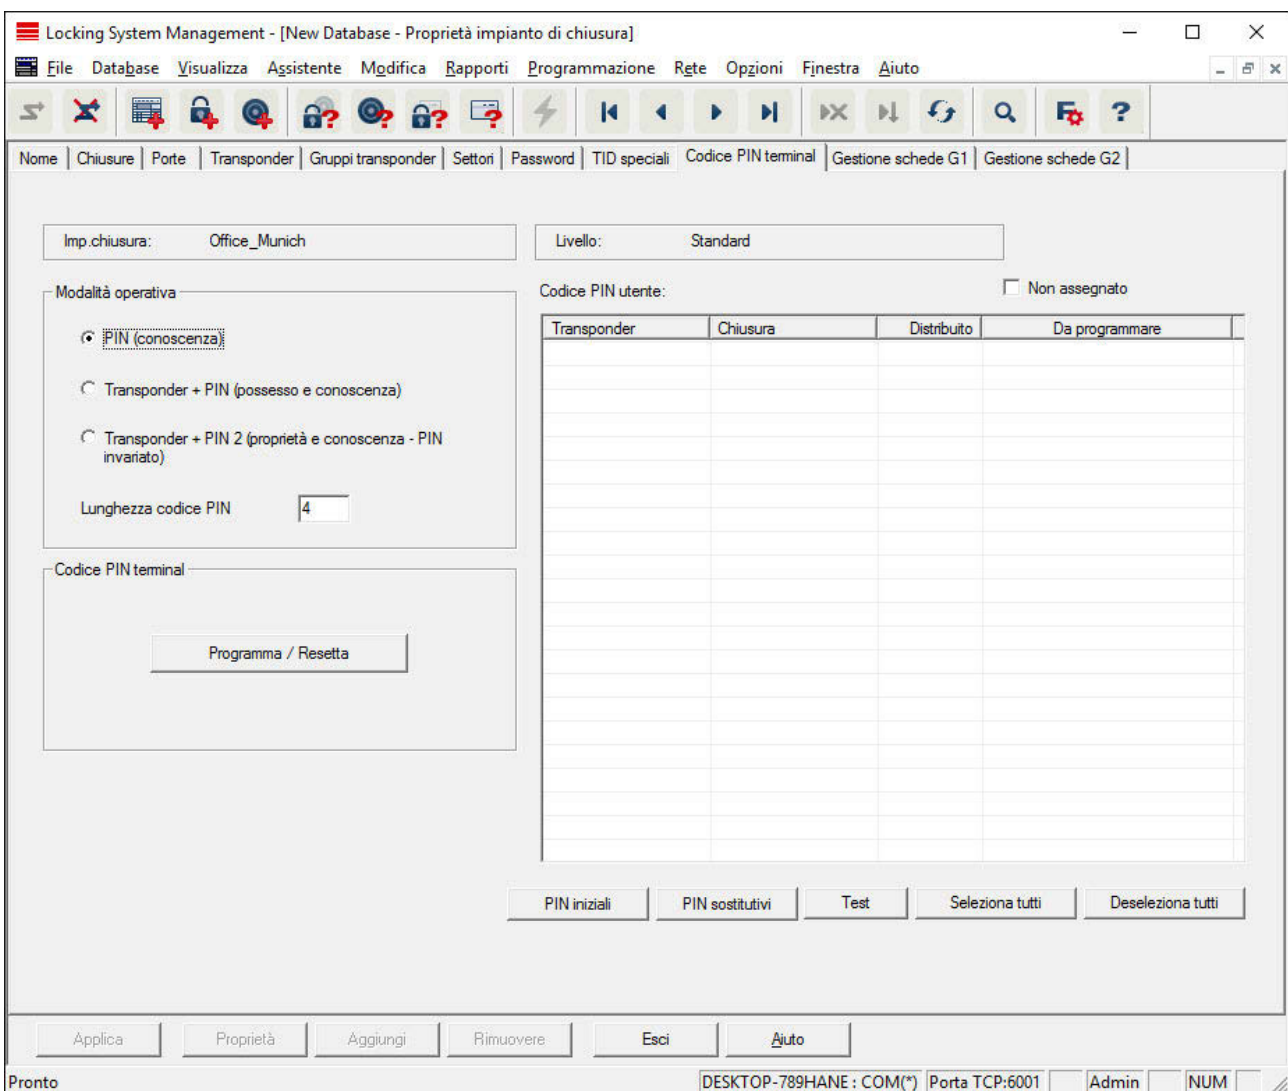 Locking System Management - [New Database - Proprietà impianto di chiusura]
File Database Visualizza Assistente Modifica Rapporti Programmazione Rete Opzioni Finestra Aiuto
Nome Chiusure Porte Transponder Gruppi transponder Settori Password TID speciali Codice PIN terminal Gestione schede G1 Gestione schede G2
Imp.chiusura: Office_Munich
Livello: Standard
Modalità operativa
PIN (conoscenza)
Transponder + PIN (possesso e conoscenza)
Transponder + PIN 2 (proprietà e conoscenza - PIN
invariato)
Lunghezza codice PIN 4
Codice PIN terminal
Programma / Resetta
Codice PIN utente:
Non assegnato
Transponder Chiusura Distribuito Da programmare
PIN iniziali PIN sostitutivi Test Seleziona tutti Deseleziona tutti
Applica Proprietà Aggiungi Rimuovere Esci Aiuto
Pronto DESKTOP-789HANE : COM(*) Porta TCP:6001 Admin NUM